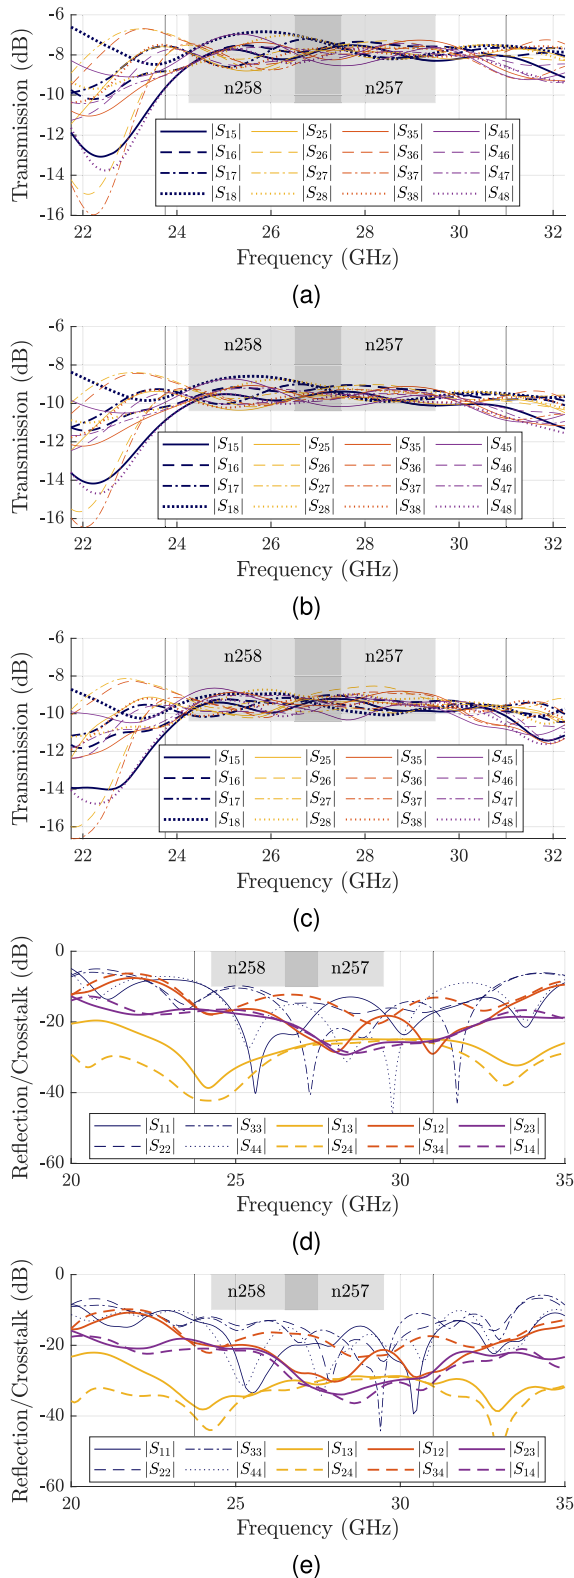 -6
-8
-10
-12
-14
-16
Transmission (dB)
n258
n257
|S15| |S25| |S35| |S45|
|S16| |S26| |S36| |S46|
|S17| |S27| |S37| |S47|
|S18| |S28| |S38| |S48|
22 24 26 28 30 32
Frequency (GHz)
(a)
-6
-8
-10
-12
-14
-16
Transmission (dB)
n258
n257
|S15| |S25| |S35| |S45|
|S16| |S26| |S36| |S46|
|S17| |S27| |S37| |S47|
|S18| |S28| |S38| |S48|
22 24 26 28 30 32
Frequency (GHz)
(b)
-6
-8
-10
-12
-14
-16
Transmission (dB)
n258
n257
|S15| |S25| |S35| |S45|
|S16| |S26| |S36| |S46|
|S17| |S27| |S37| |S47|
|S18| |S28| |S38| |S48|
22 24 26 28 30 32
Frequency (GHz)
(c)
0
-20
-40
-60
Reflection/Crosstalk (dB)
n258
n257
|S11| |S33| |S13| |S12| |S23|
|S22| |S44| |S24| |S34| |S14|
20 25 30 35
Frequency (GHz)
(d)
0
-20
-40
-60
Reflection/Crosstalk (dB)
n258
n257
|S11| |S33| |S13| |S12| |S23|
|S22| |S44| |S24| |S34| |S14|
20 25 30 35
Frequency (GHz)
(e)